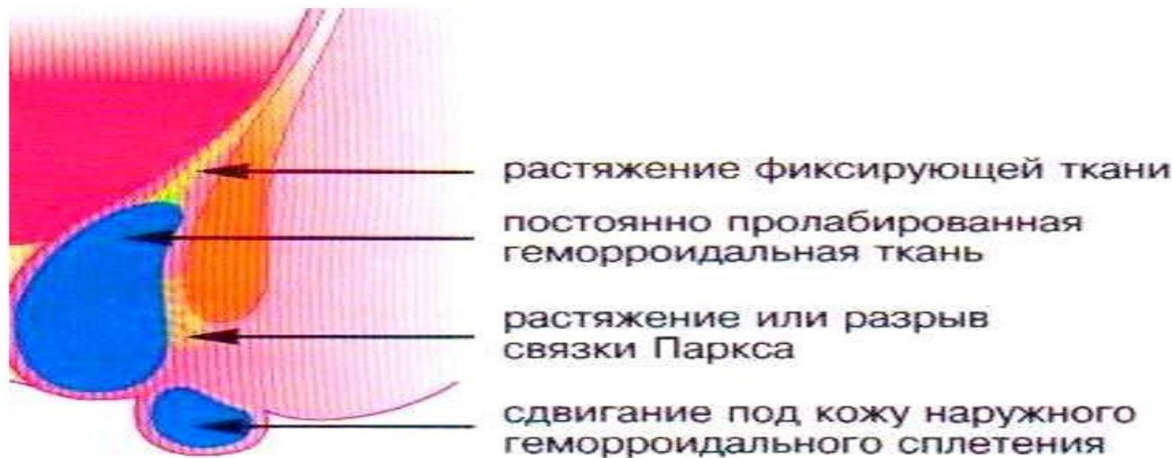 растяжение фиксирующей ткани
постоянно пролабированная
геморроидальная ткань
растяжение или разрыв
связки Паркса
сдвигание под кожу наружного
геморроидального сплетения